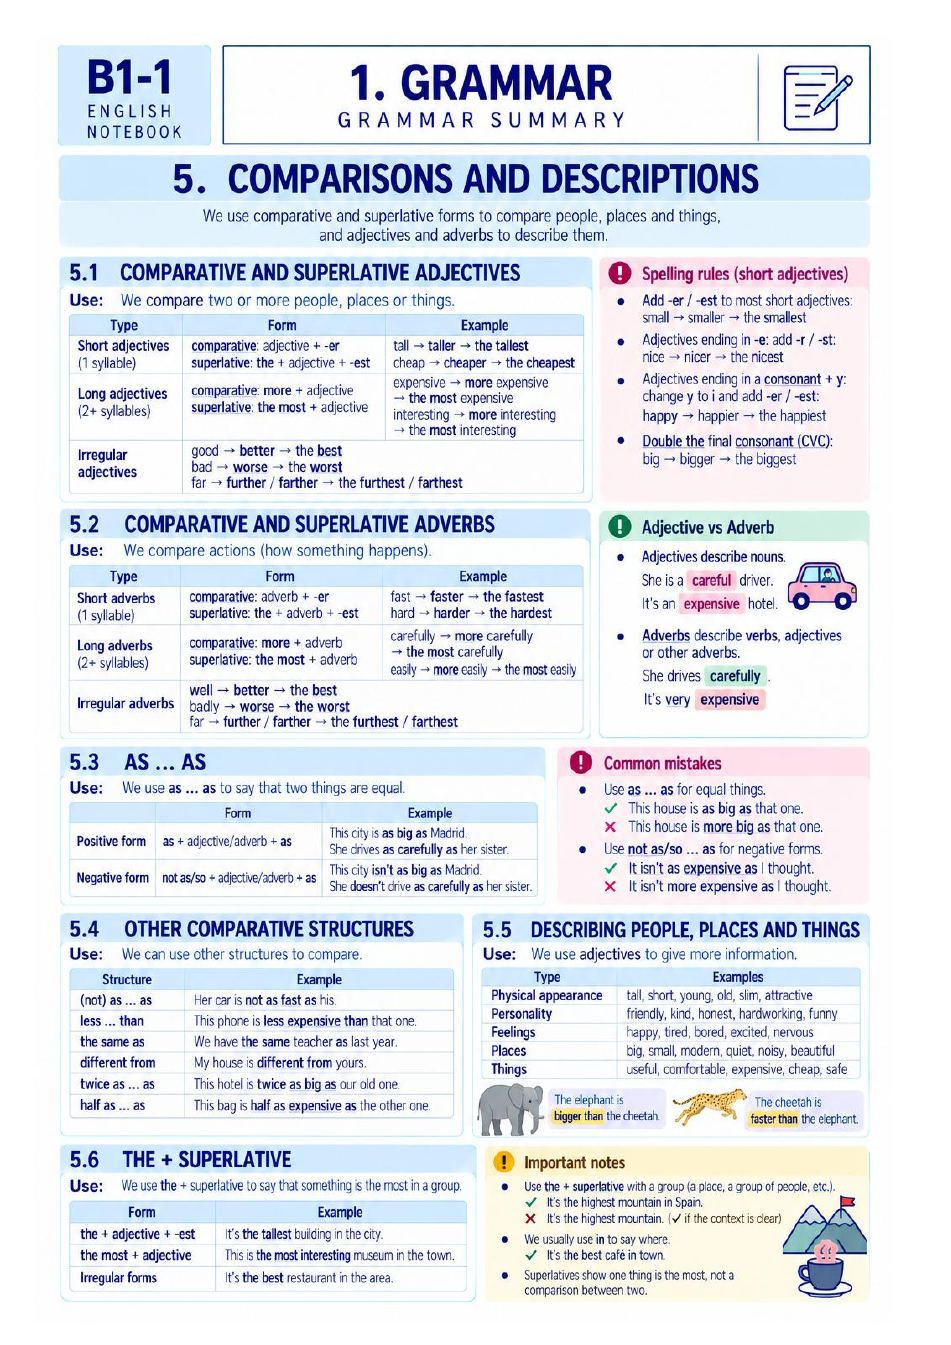 B1-1
ENGLISH
NOTEBOOK
1. GRAMMAR
GRAMMAR SUMMARY
5. COMPARISONS AND DESCRIPTIONS
We use comparative and superlative forms to compare people, places and things,
and adjectives and adverbs to describe them.
5.1 COMPARATIVE AND SUPERLATIVE ADJECTIVES
Use: We compare two or more people, places or things.
Type Form Example
Short adjectives
(1 syllable)
comparative: adjective + -er
superlative: the + adjective + -est
tall → taller → the tallest
cheap → cheaper → the cheapest
Long adjectives
(2+ syllables)
comparative: more + adjective
superlative: the most + adjective
expensive → more expensive
→ the most expensive
interesting → more interesting
→ the most interesting
Irregular
adjectives
good → better → the best
bad → worse → the worst
far → further / farther → the furthest / farthest
! Spelling rules (short adjectives)
• Add -er / -est to most short adjectives:
small → smaller → the smallest
• Adjectives ending in -e: add -r / -st:
nice → nicer → the nicest
• Adjectives ending in a consonant + y:
change y to i and add -er / -est:
happy → happier → the happiest
• Double the final consonant (CVC):
big → bigger → the biggest
5.2 COMPARATIVE AND SUPERLATIVE ADVERBS
Use: We compare actions (how something happens).
Type Form Example
Short adverbs
(1 syllable)
comparative: adverb + -er
superlative: the + adverb + -est
fast → faster → the fastest
hard → harder → the hardest
Long adverbs
(2+ syllables)
comparative: more + adverb
superlative: the most + adverb
carefully → more carefully
→ the most carefully
easily → more easily → the most easily
Irregular adverbs
well → better → the best
badly → worse → the worst
far → further / farther → the furthest / farthest
! Adjective vs Adverb
• Adjectives describe nouns.
She is a careful driver.
It's an expensive hotel.
• Adverbs describe verbs, adjectives
or other adverbs.
She drives carefully.
It's very expensive
5.3 AS ... AS
Use: We use as ... as to say that two things are equal.
Form Example
Positive form
as + adjective/adverb + as
This city is as big as Madrid.
She drives as carefully as her sister.
Negative form
not as/so + adjective/adverb + as
This city isn't as big as Madrid.
She doesn't drive as carefully as her sister.
! Common mistakes
• Use as ... as for equal things.
✓ This house is as big as that one.
✗ This house is more big as that one.
• Use not as/so ... as for negative forms.
✓ It isn't as expensive as I thought.
✗ It isn't more expensive as I thought.
5.4 OTHER COMPARATIVE STRUCTURES
Use: We can use other structures to compare.
Structure Example
(not) as ... as Her car is not as fast as his.
less ... than This phone is less expensive than that one.
the same as We have the same teacher as last year.
different from My house is different from yours.
twice as ... as This hotel is twice as big as our old one.
half as ... as This bag is half as expensive as the other one.
5.5 DESCRIBING PEOPLE, PLACES AND THINGS
Use: We use adjectives to give more information.
Type Examples
Physical appearance tall, short, young, old, slim, attractive
Personality friendly, kind, honest, hardworking, funny
Feelings happy, tired, bored, excited, nervous
Places big, small, modern, quiet, noisy, beautiful
Things useful, comfortable, expensive, cheap, safe
The elephant is
bigger than the cheetah.
The cheetah is
faster than the elephant.
5.6 THE + SUPERLATIVE
Use: We use the + superlative to say that something is the most in a group.
Form Example
the + adjective + -est It's the tallest building in the city.
the most + adjective This is the most interesting museum in the town.
Irregular forms It's the best restaurant in the area.
! Important notes
• Use the + superlative with a group (a place, a group of people, etc.).
✓ It's the highest mountain in Spain.
✗ It's the highest mountain. (✓ if the context is clear)
• We usually use in to say where.
✓ It's the best café in town.
• Superlatives show one thing is the most, not a
comparison between two.